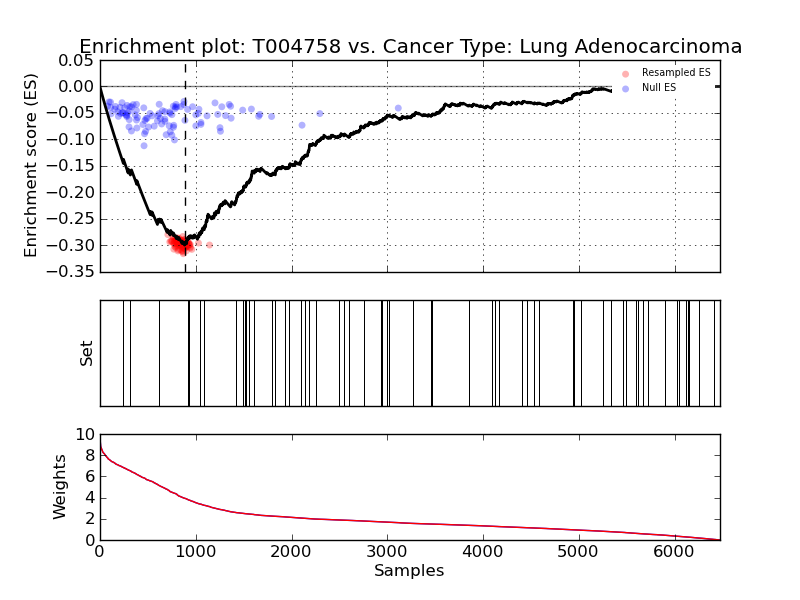 Enrichment plot: T004758 vs. Cancer Type: Lung Adenocarcinoma
0.05
0.00
−0.05
−0.10
−0.15
−0.20
−0.25
−0.30
−0.35
Enrichment score (ES)
Resampled ES
Null ES
Set
10
8
6
4
2
0
Weights
0 1000 2000 3000 4000 5000 6000
Samples